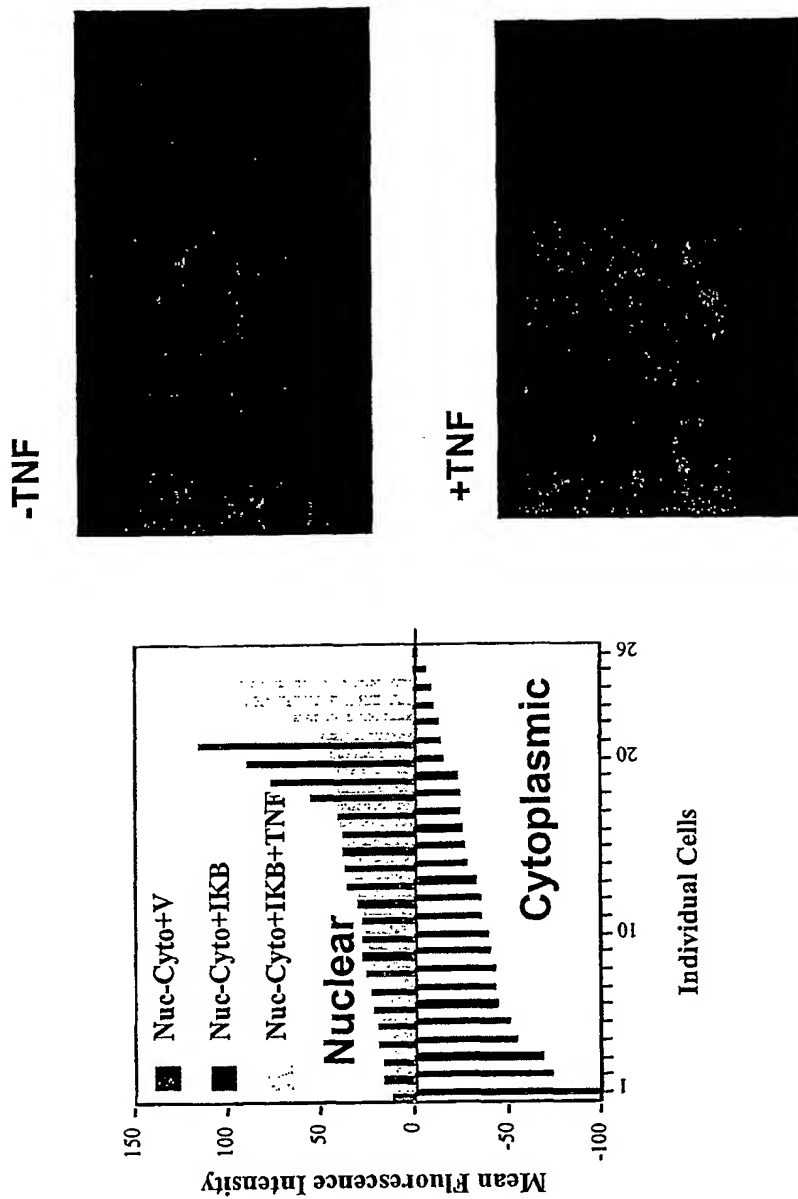 -TNF
+TNF
Mean Fluorescence Intensity
150
100
50
0
-50
-100
Nuc-Cyto+V
Nuc-Cyto+IKB
Nuc-Cyto+IKB+TNF
Nuclear
Cytoplasmic
1
10
20
26
Individual Cells